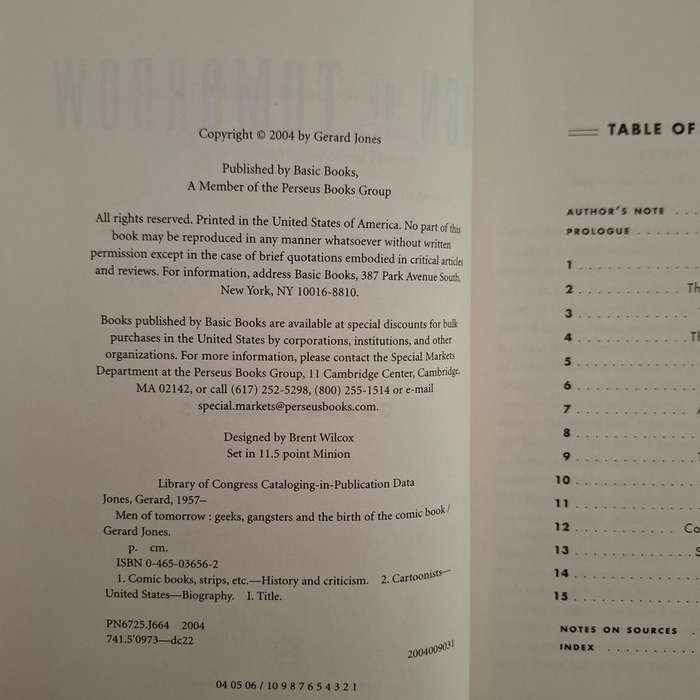 Copyright © 2004 by Gerard Jones
Published by Basic Books,
A Member of the Perseus Books Group
All rights reserved. Printed in the United States of America. No part of this
book may be reproduced in any manner whatsoever without written
permission except in the case of brief quotations embodied in critical articles
and reviews. For information, address Basic Books, 387 Park Avenue South,
New York, NY 10016-8810.
Books published by Basic Books are available at special discounts for bulk
purchases in the United States by corporations, institutions, and other
organizations. For more information, please contact the Special Markets
Department at the Perseus Books Group, 11 Cambridge Center, Cambridge,
MA 02142, or call (617) 252-5298, (800) 255-1514 or e-mail
special.markets@perseusbooks.com.
Designed by Brent Wilcox
Set in 11.5 point Minion
Library of Congress Cataloging-in-Publication Data
Jones, Gerard, 1957–
Men of tomorrow : geeks, gangsters and the birth of the comic book /
Gerard Jones.
p. cm.
ISBN 0-465-03656-2
1. Comic books, strips, etc.—History and criticism. 2. Cartoonists—
United States—Biography. I. Title.
PN6725.J664 2004
741.5'0973—dc22
2004009031
04 05 06 / 10 9 8 7 6 5 4 3 2 1
TABLE OF
AUTHOR'S NOTE . . .
PROLOGUE . . . . . . .
1 . . . . . . . . . . . .
2 . . . . . . . . . . Th
3 . . . . . . . . . . .
4 . . . . . . . . . . Th
5 . . . . . . . . . . . .
6 . . . . . . . . . . . .
7 . . . . . . . . . . .
8 . . . . . . . . . . . .
9 . . . . . . . . . . .
10 . . . . . . . . . . . .
11 . . . . . . . . . . . .
12 . . . . . . . . . . Co
13 . . . . . . . . . . . S
14 . . . . . . . . . . . .
15 . . . . . . . . . . . .
NOTES ON SOURCES .
INDEX . . . . . . . . .